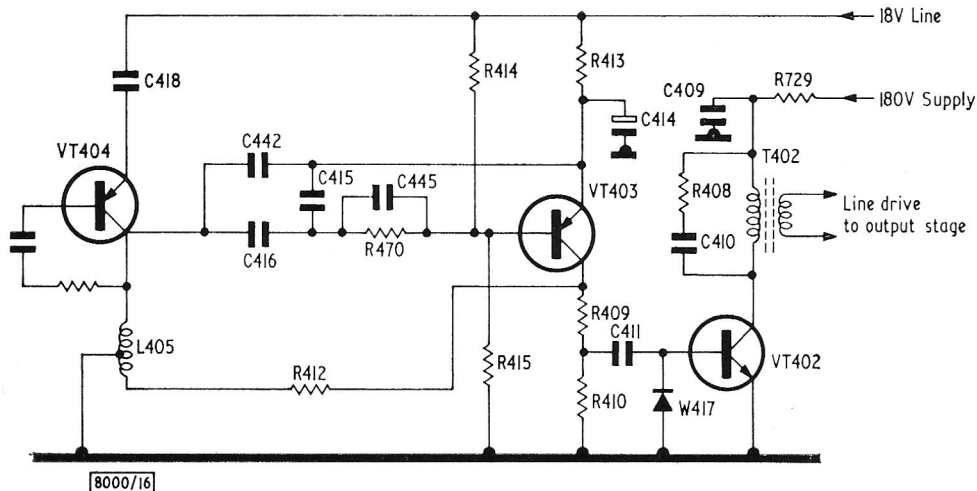 18V Line
R414
R413
C418
R729
C409
180V Supply
C414
T402
VT404
C442
C415
C445
VT403
R408
Line drive
to output stage
C416
R470
C410
R409
C411
L405
VT402
R412
R415
R410
W417
8000/16